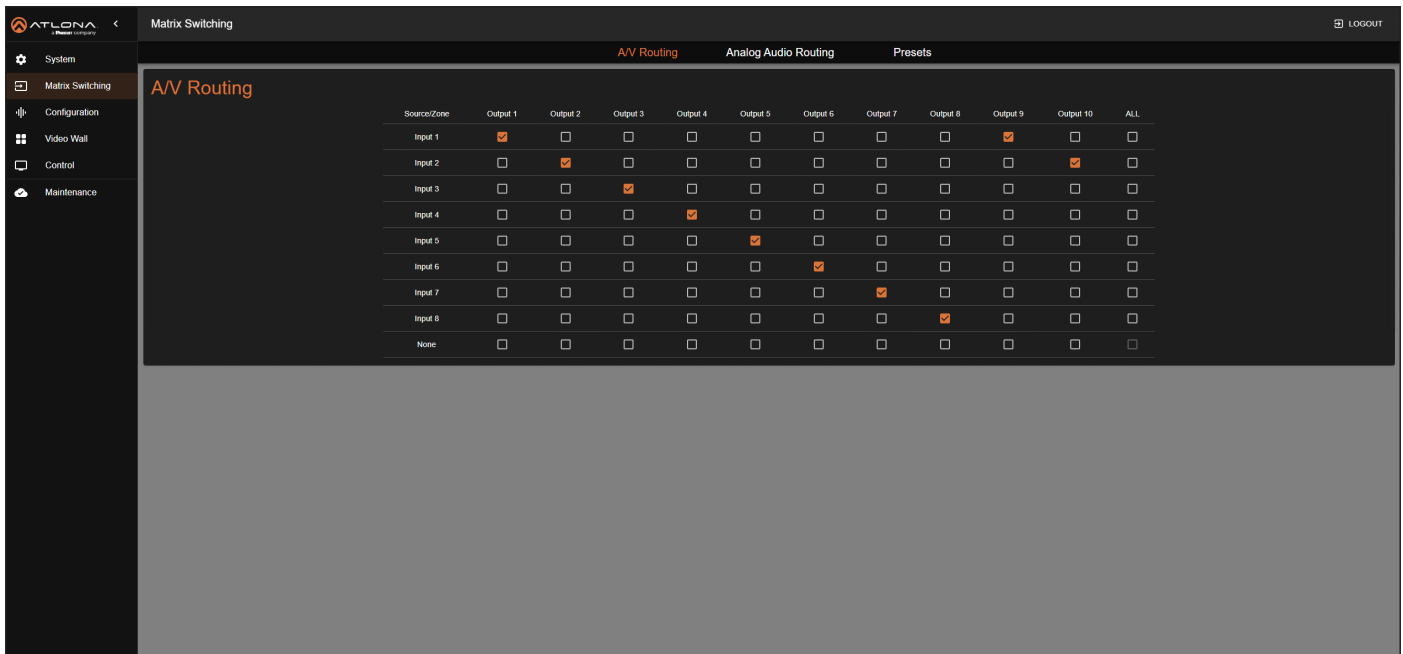 ATLONA
a Panduit company
Matrix Switching
LOGOUT
A/V Routing Analog Audio Routing Presets
System
Matrix Switching
Configuration
Video Wall
Control
Maintenance
A/V Routing
Source/Zone Output 1 Output 2 Output 3 Output 4 Output 5 Output 6 Output 7 Output 8 Output 9 Output 10 ALL
Input 1
Input 2
Input 3
Input 4
Input 5
Input 6
Input 7
Input 8
None